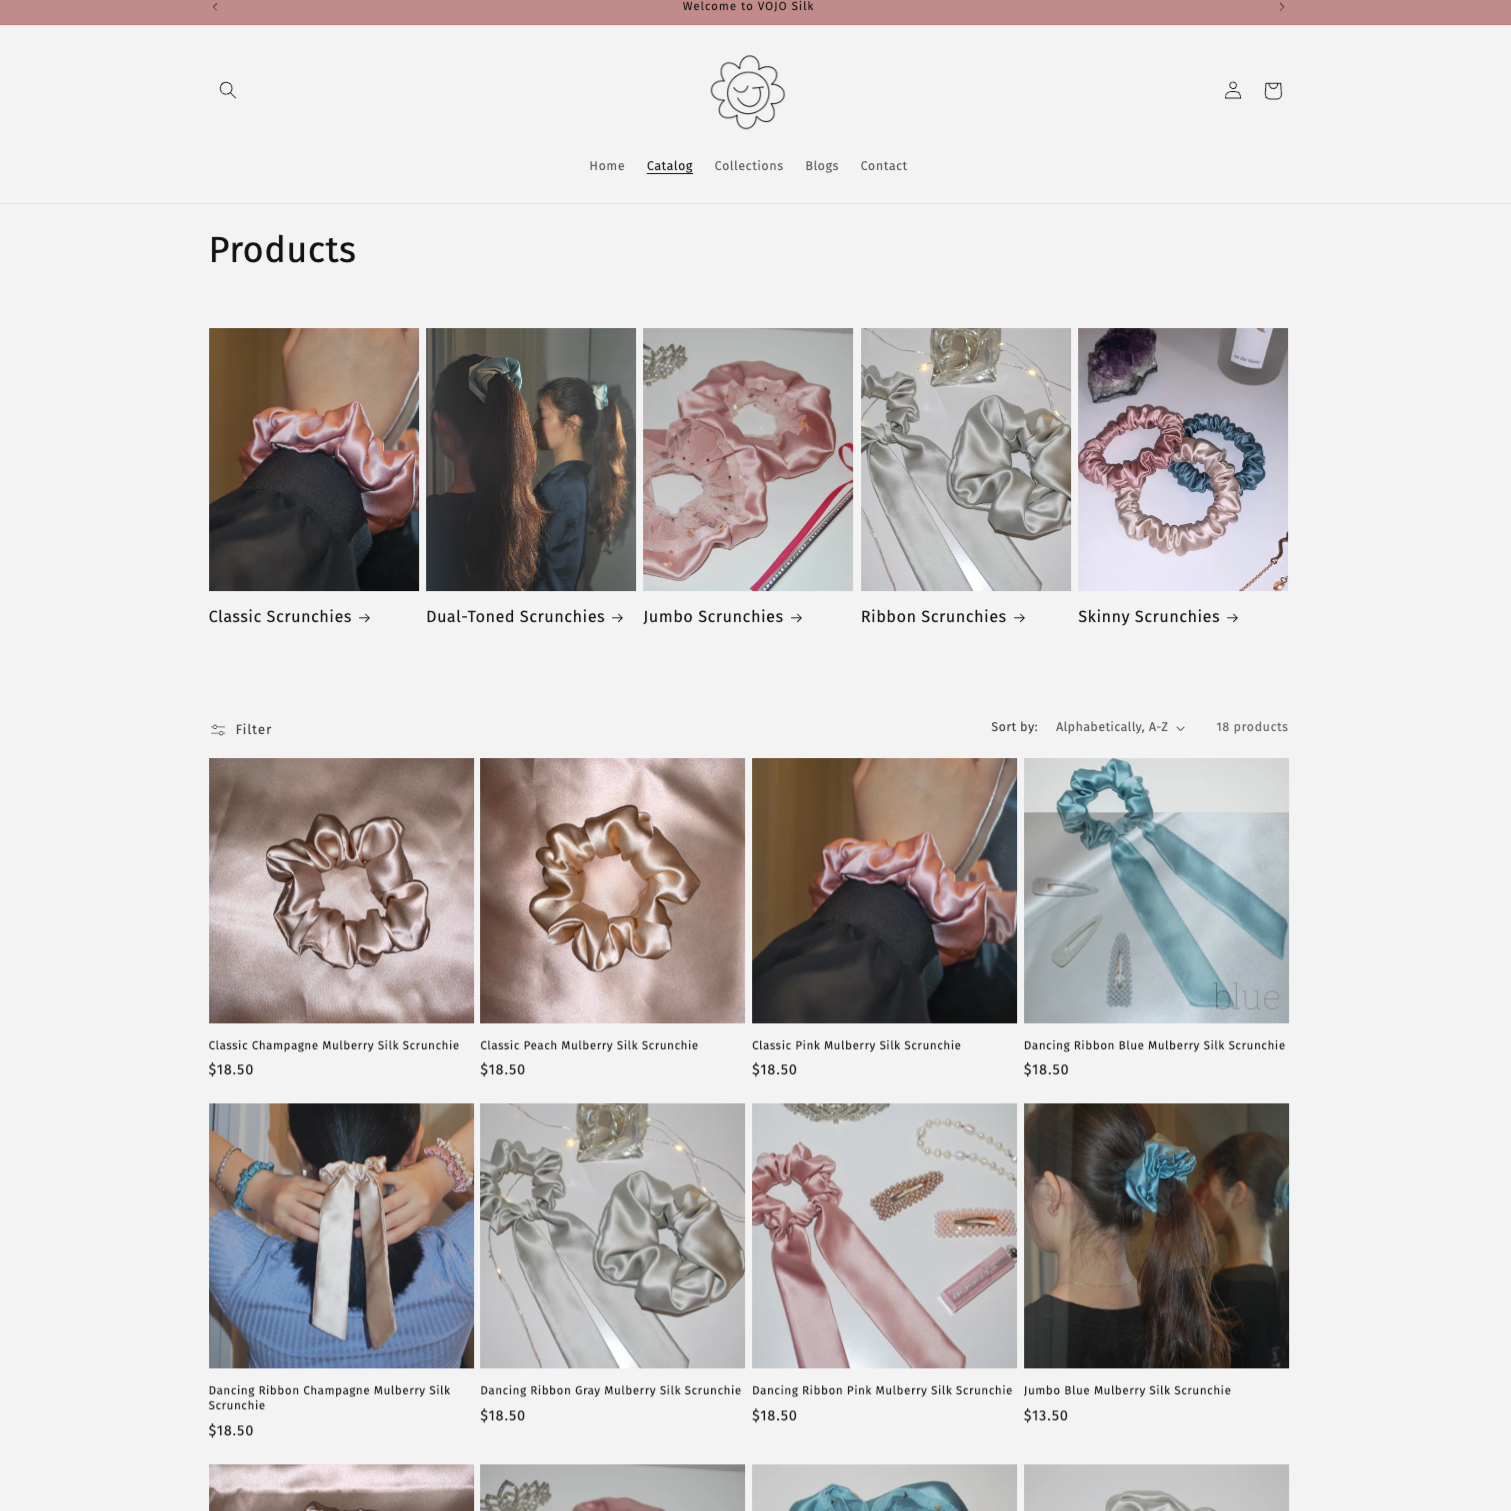 Welcome to VOJO Silk
Home Catalog Collections Blogs Contact
Products
Classic Scrunchies →
Dual-Toned Scrunchies →
Jumbo Scrunchies →
Ribbon Scrunchies →
Skinny Scrunchies →
Filter
Sort by: Alphabetically, A-Z
18 products
blue
Classic Champagne Mulberry Silk Scrunchie
$18.50
Classic Peach Mulberry Silk Scrunchie
$18.50
Classic Pink Mulberry Silk Scrunchie
$18.50
Dancing Ribbon Blue Mulberry Silk Scrunchie
$18.50
Dancing Ribbon Champagne Mulberry Silk
Scrunchie
$18.50
Dancing Ribbon Gray Mulberry Silk Scrunchie
$18.50
Dancing Ribbon Pink Mulberry Silk Scrunchie
$18.50
Jumbo Blue Mulberry Silk Scrunchie
$13.50